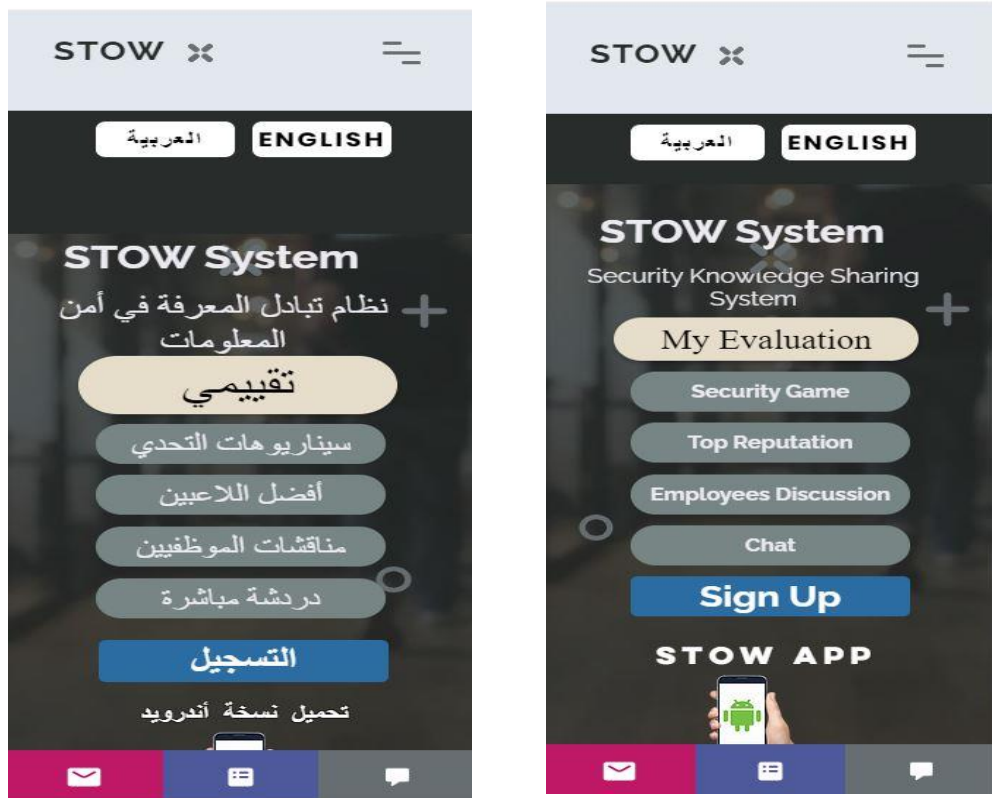 STOW
العربية ENGLISH
STOW System
نظام تبادل المعرفة في أمن
المعلومات
تقييمي
سيناريوهات التحدي
أفضل اللاعبين
مناقشات الموظفيين
دردشة مباشرة
التسجيل
تحميل نسخة أندرويد
STOW
العربية ENGLISH
STOW System
Security Knowledge Sharing
System
My Evaluation
Security Game
Top Reputation
Employees Discussion
Chat
Sign Up
STOW APP